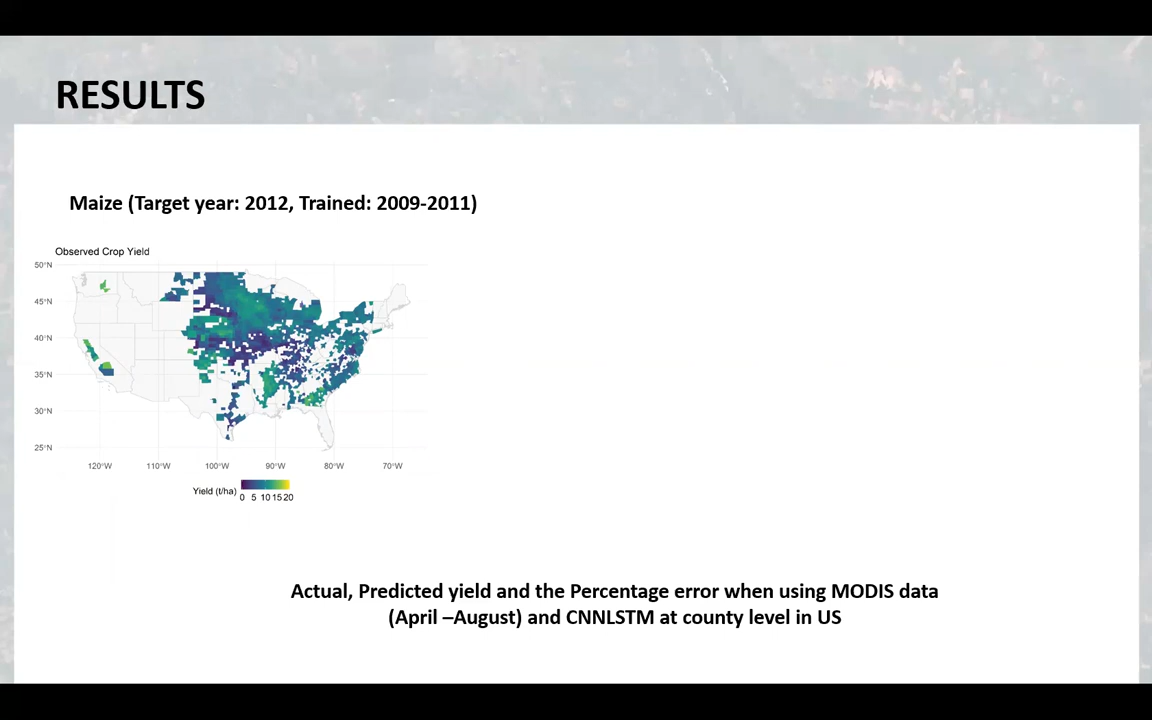 RESULTS
Maize (Target year: 2012, Trained: 2009-2011)
Observed Crop Yield
50°N
45°N
40°N
35°N
30°N
25°N
120°W 110°W 100°W 90°W 80°W 70°W
Yield (t/ha)
0 5 10 15 20
Actual, Predicted yield and the Percentage error when using MODIS data
(April –August) and CNNLSTM at county level in US